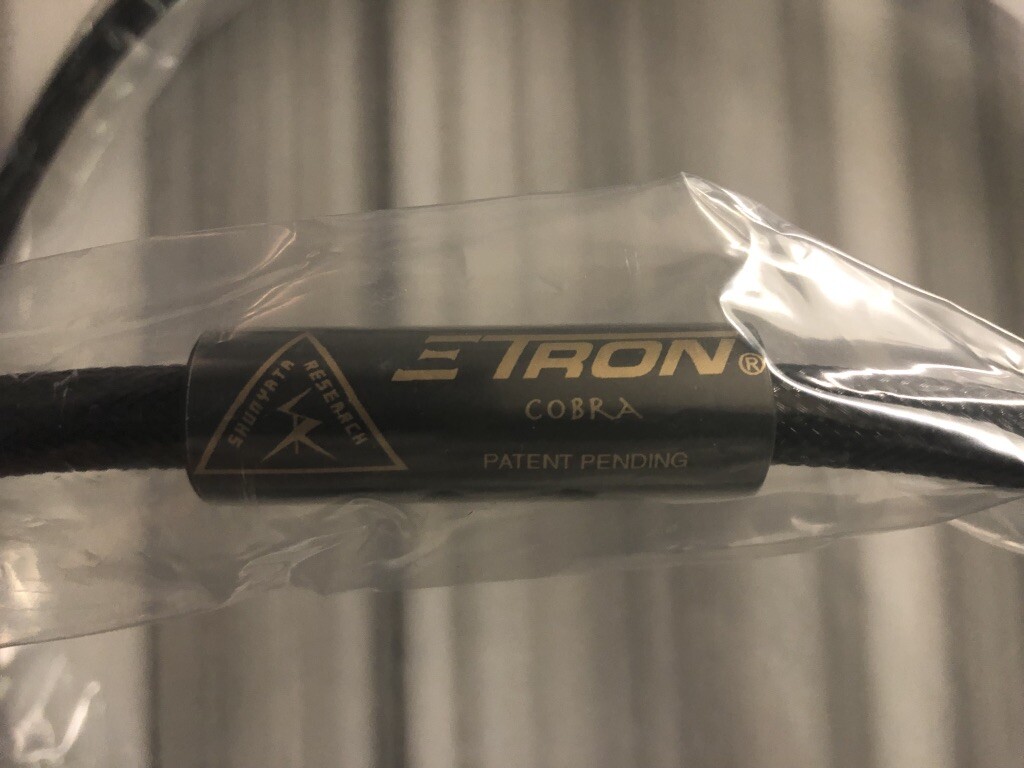 SHUNYATA RESEARCH
ΞTRON®
COBRA
PATENT PENDING